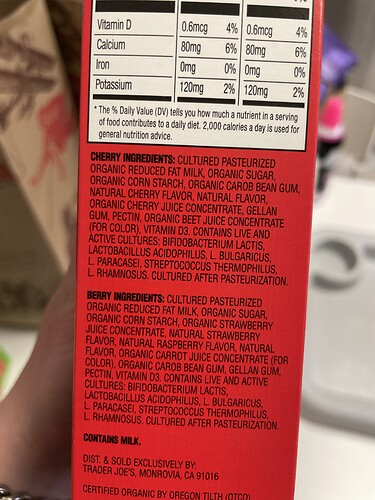 Vitamin D 0.6mcg 4% 0.6mcg 4%
Calcium 80mg 6% 80mg 6%
Iron 0mg 0% 0mg 0%
Potassium 120mg 2% 120mg 2%
* The % Daily Value (DV) tells you how much a nutrient in a serving
of food contributes to a daily diet. 2,000 calories a day is used for
general nutrition advice.
CHERRY INGREDIENTS: CULTURED PASTEURIZED
ORGANIC REDUCED FAT MILK, ORGANIC SUGAR,
ORGANIC CORN STARCH, ORGANIC CAROB BEAN GUM,
NATURAL CHERRY FLAVOR, NATURAL FLAVOR,
ORGANIC CHERRY JUICE CONCENTRATE, GELLAN
GUM, PECTIN, ORGANIC BEET JUICE CONCENTRATE
(FOR COLOR), VITAMIN D3. CONTAINS LIVE AND
ACTIVE CULTURES: BIFIDOBACTERIUM LACTIS,
LACTOBACILLUS ACIDOPHILUS, L. BULGARICUS,
L. PARACASEI, STREPTOCOCCUS THERMOPHILUS,
L. RHAMNOSUS. CULTURED AFTER PASTEURIZATION.
BERRY INGREDIENTS: CULTURED PASTEURIZED
ORGANIC REDUCED FAT MILK, ORGANIC SUGAR,
ORGANIC CORN STARCH, ORGANIC STRAWBERRY
JUICE CONCENTRATE, NATURAL STRAWBERRY
FLAVOR, NATURAL RASPBERRY FLAVOR, NATURAL
FLAVOR, ORGANIC CARROT JUICE CONCENTRATE (FOR
COLOR), ORGANIC CAROB BEAN GUM, GELLAN GUM,
PECTIN, VITAMIN D3. CONTAINS LIVE AND ACTIVE
CULTURES: BIFIDOBACTERIUM LACTIS,
LACTOBACILLUS ACIDOPHILUS, L. BULGARICUS,
L. PARACASEI, STREPTOCOCCUS THERMOPHILUS,
L. RHAMNOSUS. CULTURED AFTER PASTEURIZATION.
CONTAINS MILK.
DIST. & SOLD EXCLUSIVELY BY:
TRADER JOE'S, MONROVIA, CA 91016
CERTIFIED ORGANIC BY OREGON TILTH (OTCO)